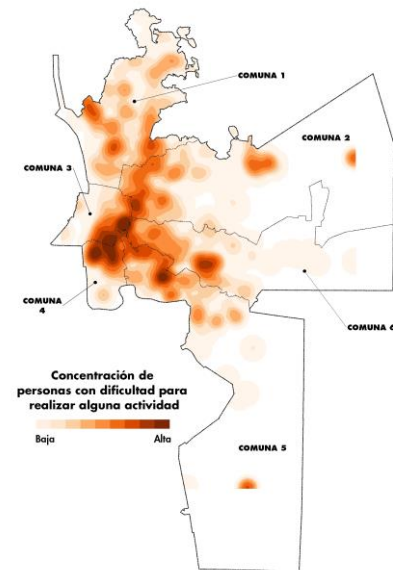 COMUNA 1
COMUNA 2
COMUNA 3
COMUNA
4
COMUNA 6
Concentración de
personas con dificultad para
realizar alguna actividad
Baja Alta
COMUNA 5